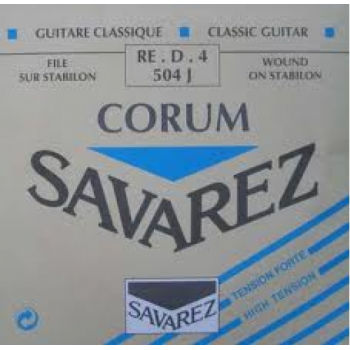 GUITARE CLASSIQUE CLASSIC GUITAR
FILE RE . D . 4 WOUND
SUR STABILON 504 J ON STABILON
CORUM
SAVAREZ
TENSION FORTE
HIGH TENSION
SAVAREZ